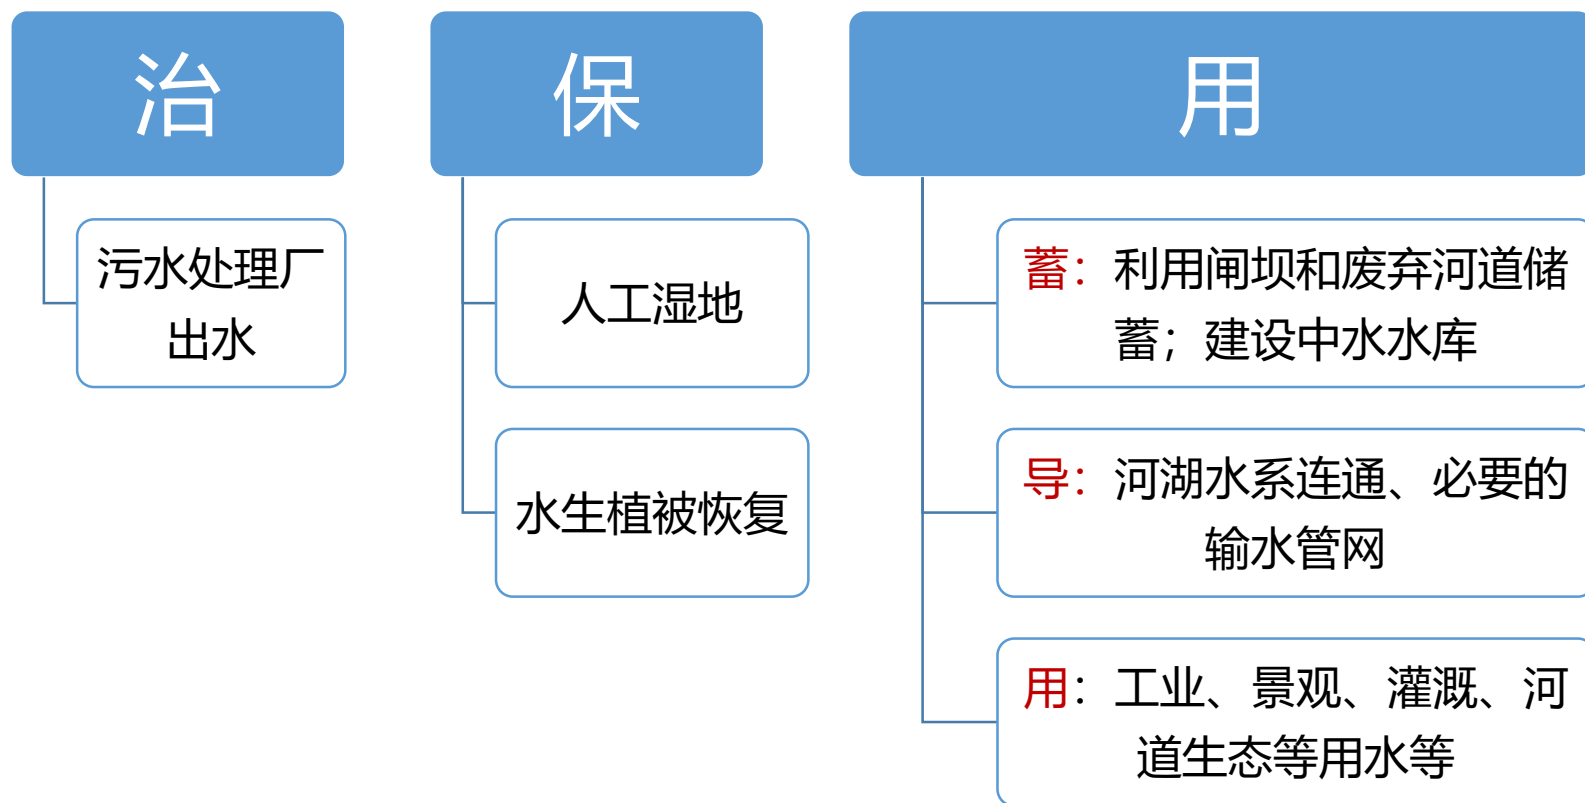 治
污水处理厂
出水
保
人工湿地
水生植被恢复
用
蓄：利用闸坝和废弃河道储
蓄；建设中水水库
导：河湖水系连通、必要的
输水管网
用：工业、景观、灌溉、河
道生态等用水等